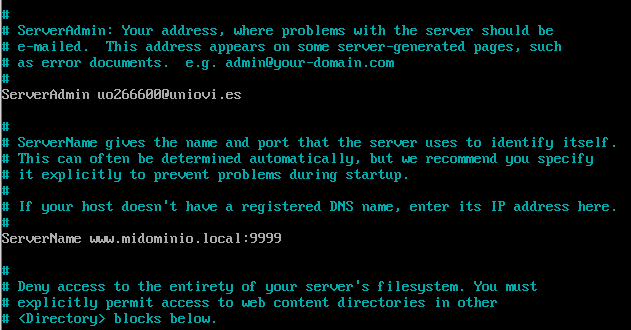 #
# ServerAdmin: Your address, where problems with the server should be
# e-mailed.  This address appears on some server-generated pages, such
# as error documents.  e.g. admin@your-domain.com
#
ServerAdmin uo266600@uniovi.es

#
# ServerName gives the name and port that the server uses to identify itself.
# This can often be determined automatically, but we recommend you specify
# it explicitly to prevent problems during startup.
#
# If your host doesn't have a registered DNS name, enter its IP address here.
#
ServerName www.midominio.local:9999

#
# Deny access to the entirety of your server's filesystem. You must
# explicitly permit access to web content directories in other
# <Directory> blocks below.